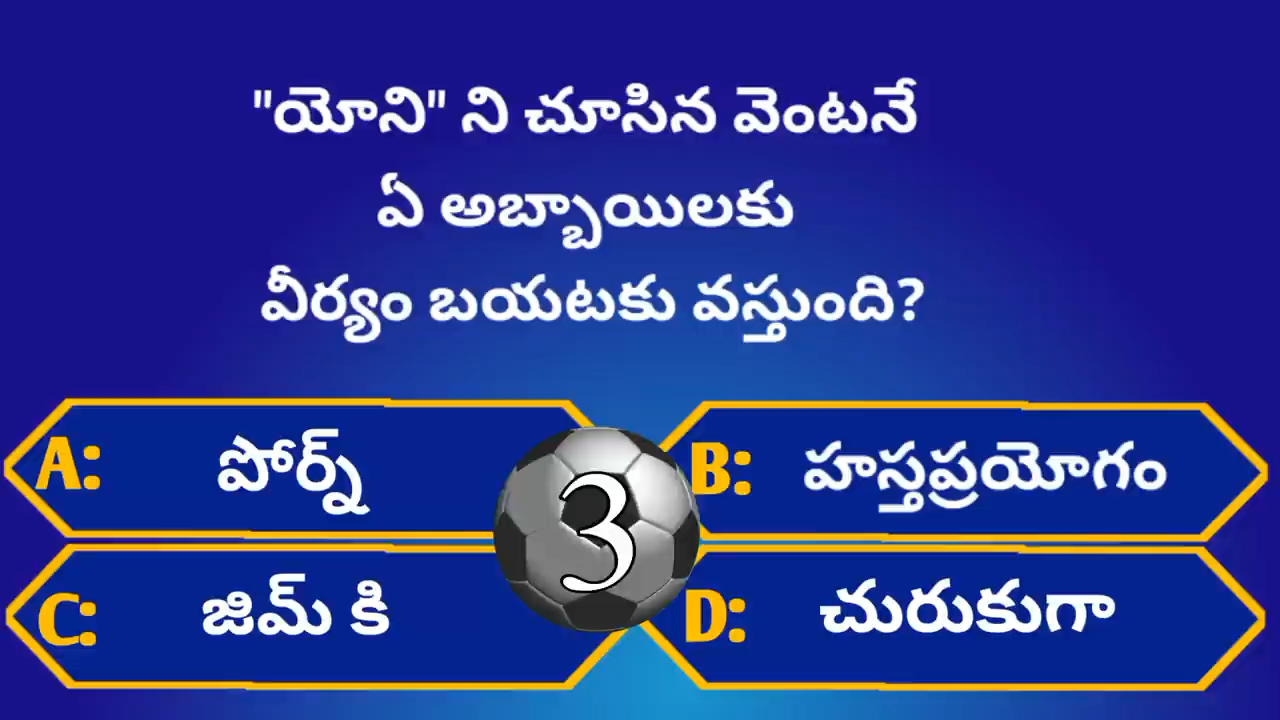 "యోని" ని చూసిన వెంటనే
ఏ అబ్బాయిలకు
వీర్యం బయటకు వస్తుంది?
A: పోర్న్
B: హస్తప్రయోగం
3
C: జిమ్ కి
D: చురుకుగా